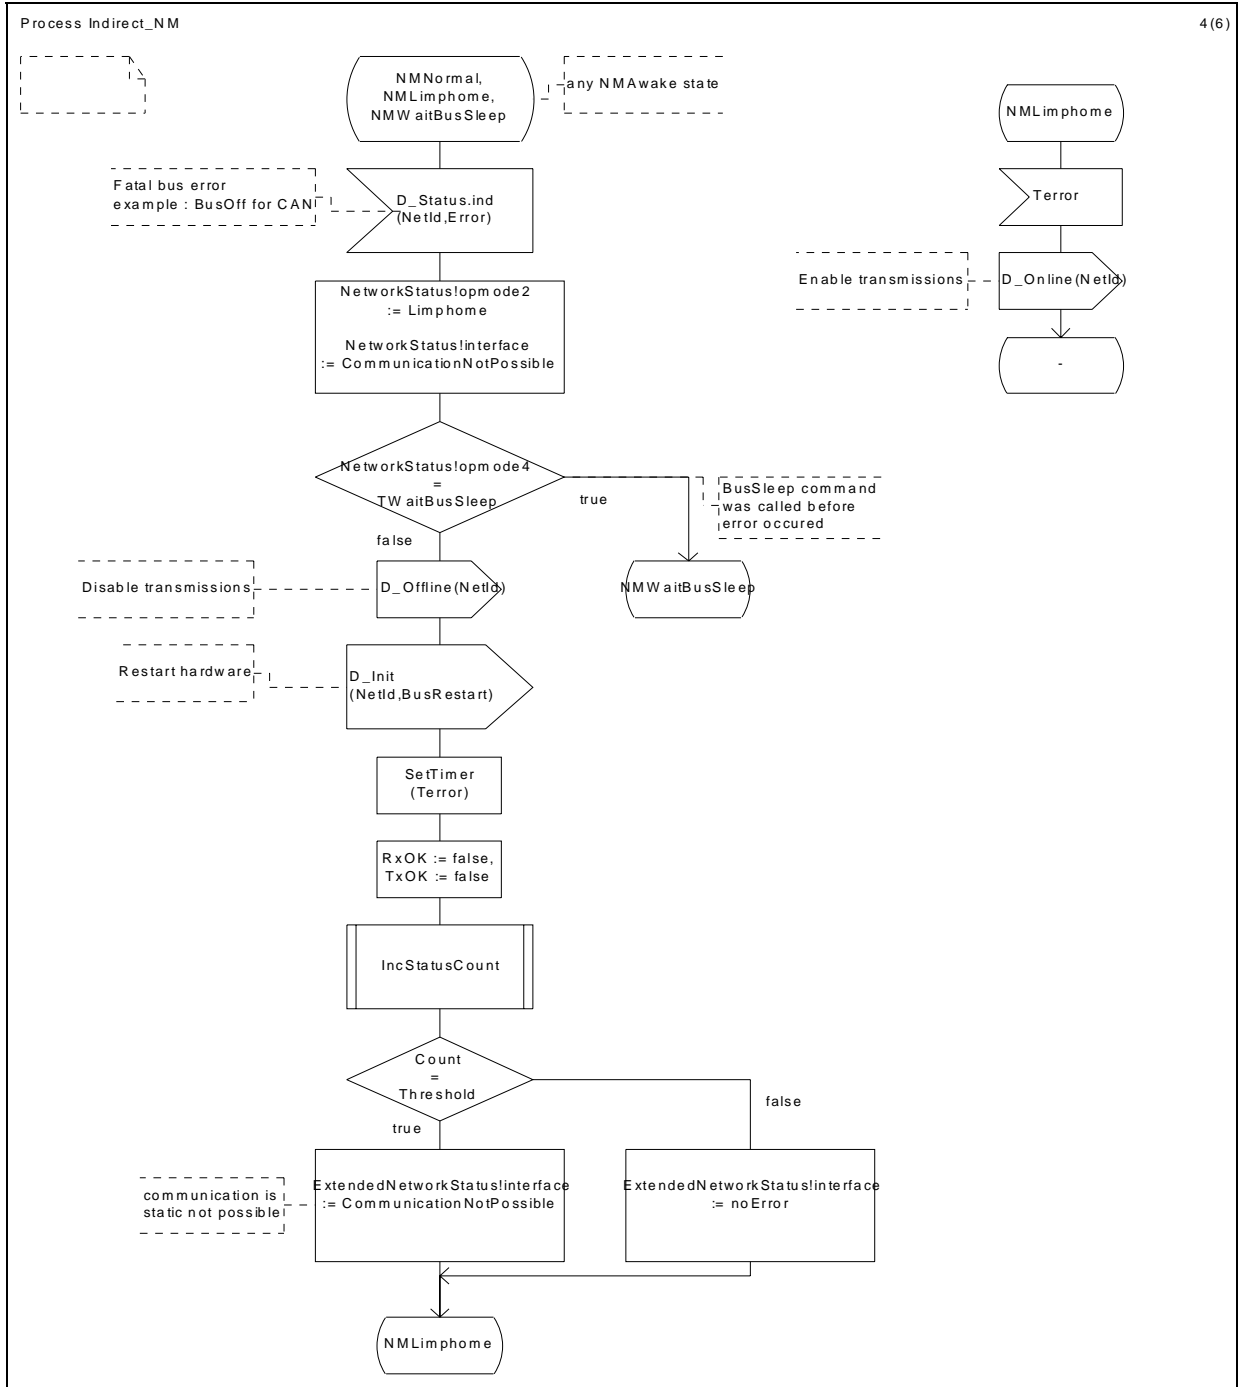 Process Indirect_NM
4(6)
NMNormal,
NMLimphome,
NMWaitBusSleep
any NMAwake state
Fatal bus error
example : BusOff for CAN
D_Status.ind
(NetId,Error)
NetworkStatus!opmode2
:= Limphome
NetworkStatus!interface
:= CommunicationNotPossible
NetworkStatus!opmode4
=
TWaitBusSleep
true
BusSleep command
was called before
error occured
false
NMWaitBusSleep
Disable transmissions
D_Offline(NetId)
Restart hardware
D_Init
(NetId,BusRestart)
SetTimer
(Terror)
RxOK := false,
TxOK := false
IncStatusCount
Count
=
Threshold
false
true
communication is
static not possible
ExtendedNetworkStatus!interface
:= CommunicationNotPossible
ExtendedNetworkStatus!interface
:= noError
NMLimphome
NMLimphome
Terror
Enable transmissions
D_Online(NetId)
-